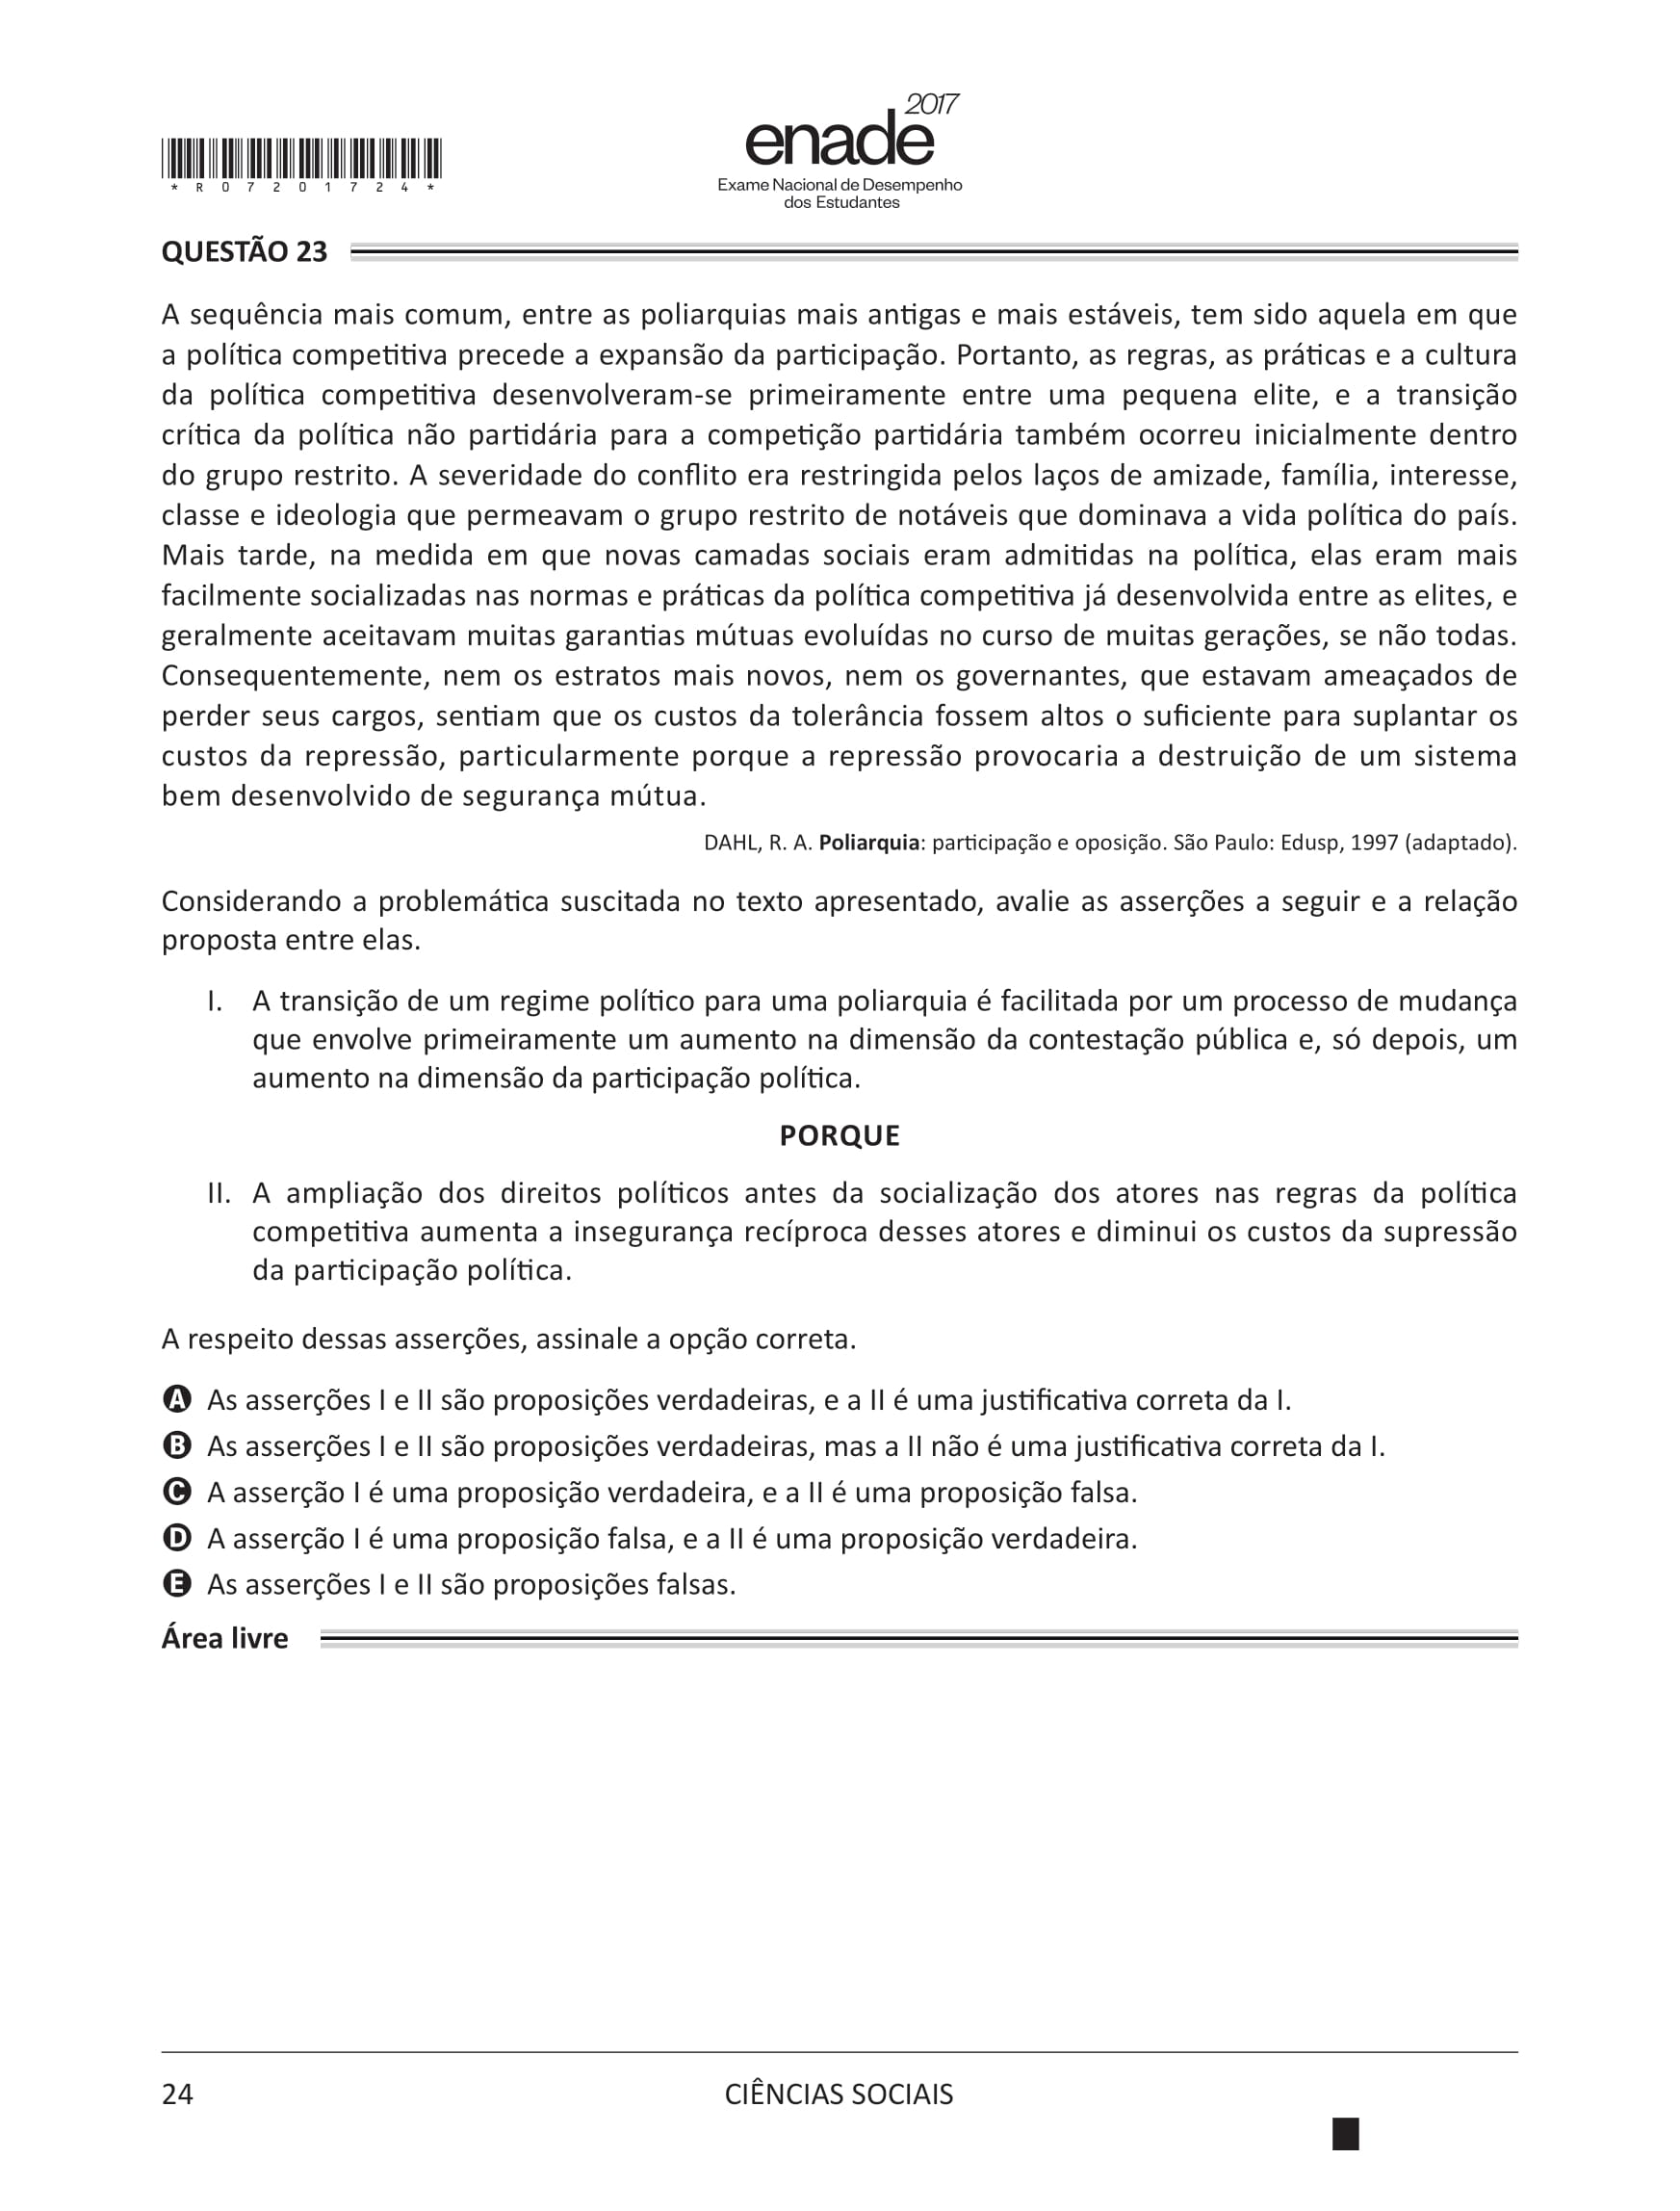 2017
enade
Exame Nacional de Desempenho
dos Estudantes
*R07201724*
QUESTÃO 23
A sequência mais comum, entre as poliarquias mais antigas e mais estáveis, tem sido aquela em que
a política competitiva precede a expansão da participação. Portanto, as regras, as práticas e a cultura
da política competitiva desenvolveram-se primeiramente entre uma pequena elite, e a transição
crítica da política não partidária para a competição partidária também ocorreu inicialmente dentro
do grupo restrito. A severidade do conflito era restringida pelos laços de amizade, família, interesse,
classe e ideologia que permeavam o grupo restrito de notáveis que dominava a vida política do país.
Mais tarde, na medida em que novas camadas sociais eram admitidas na política, elas eram mais
facilmente socializadas nas normas e práticas da política competitiva já desenvolvida entre as elites, e
geralmente aceitavam muitas garantias mútuas evoluídas no curso de muitas gerações, se não todas.
Consequentemente, nem os estratos mais novos, nem os governantes, que estavam ameaçados de
perder seus cargos, sentiam que os custos da tolerância fossem altos o suficiente para suplantar os
custos da repressão, particularmente porque a repressão provocaria a destruição de um sistema
bem desenvolvido de segurança mútua.
DAHL, R. A. Poliarquia: participação e oposição. São Paulo: Edusp, 1997 (adaptado).
Considerando a problemática suscitada no texto apresentado, avalie as asserções a seguir e a relação
proposta entre elas.
I. A transição de um regime político para uma poliarquia é facilitada por um processo de mudança
que envolve primeiramente um aumento na dimensão da contestação pública e, só depois, um
aumento na dimensão da participação política.
PORQUE
II. A ampliação dos direitos políticos antes da socialização dos atores nas regras da política
competitiva aumenta a insegurança recíproca desses atores e diminui os custos da supressão
da participação política.
A respeito dessas asserções, assinale a opção correta.
A As asserções I e II são proposições verdadeiras, e a II é uma justificativa correta da I.
B As asserções I e II são proposições verdadeiras, mas a II não é uma justificativa correta da I.
C A asserção I é uma proposição verdadeira, e a II é uma proposição falsa.
D A asserção I é uma proposição falsa, e a II é uma proposição verdadeira.
E As asserções I e II são proposições falsas.
Área livre
24
CIÊNCIAS SOCIAIS